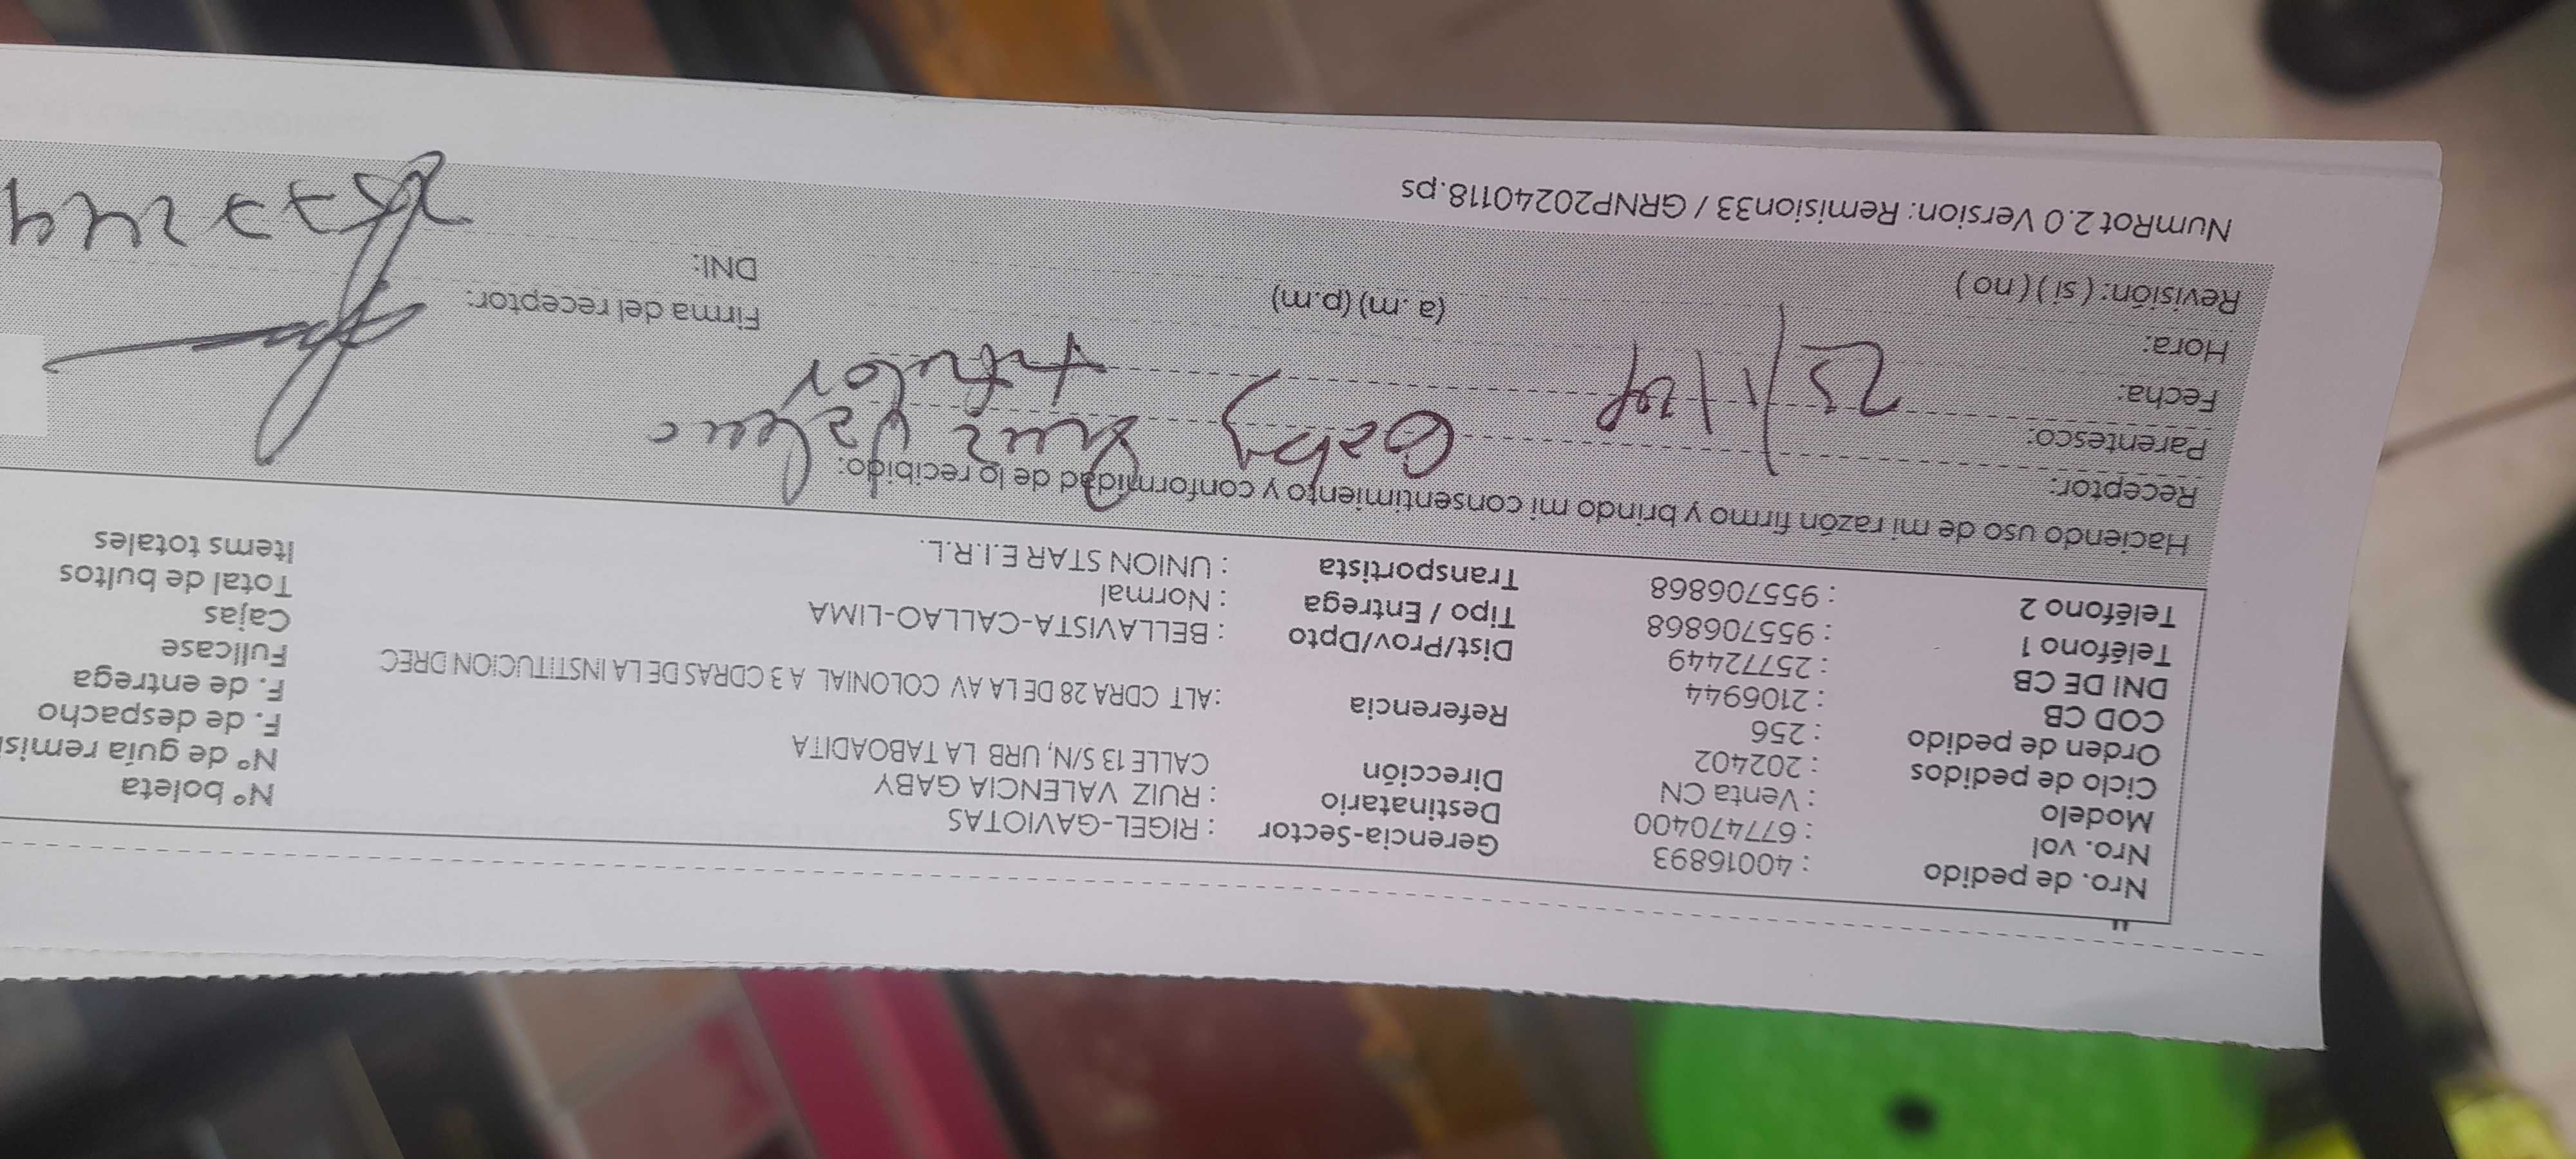 Nro. de pedido : 40016893 Gerencia-Sector : RIGEL-GAVIOTAS Nº boleta
Nro. vol : 677470400 Destinatario : RUIZ VALENCIA GABY Nº de guía remisi
Modelo : Venta CN Dirección CALLE 13 S/N, URB LA TABOADITA F. de despacho
Ciclo de pedidos : 202402 F. de entrega
Orden de pedido : 256 Referencia : ALT CDRA 28 DE LA AV COLONIAL A 3 CDRAS DE LA INSTITUCION DREC Fullcase
COD CB : 2106944 Cajas
DNI DE CB : 25772449 Dist/Prov/Dpto : BELLAVISTA-CALLAO-LIMA Total de bultos
Teléfono 1 : 955706868 Tipo / Entrega : Normal Items totales
Teléfono 2 : 955706868 Transportista : UNION STAR E.I.R.L.
Haciendo uso de mi razón firmo y brindo mi consentimiento y conformidad de lo recibido:
Receptor: Gaby Ruiz Valenc
Parentesco: titular
Fecha: 23/1/24
Hora: (a. m) (p.m) Firma del receptor:
Revisión: ( si ) ( no ) DNI: 2577244
NumRot 2.0 Version: Remision33 / GRNP20240118.ps